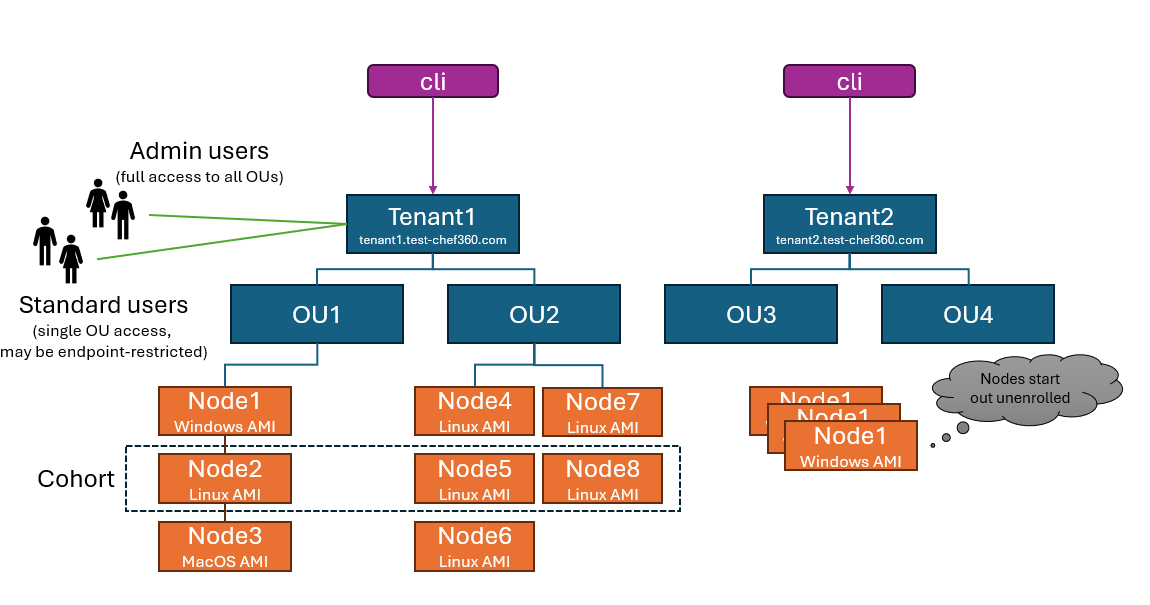 cli
cli
Admin users
(full access to all OUs)
Tenant1
tenant1.test-chef360.com
Tenant2
tenant2.test-chef360.com
Standard users
(single OU access,
may be endpoint-restricted)
OU1
OU2
OU3
OU4
Node1
Windows AMI
Node4
Linux AMI
Node7
Linux AMI
Node1
Node1
Node1
Windows AMI
Nodes start
out unenrolled
Cohort
Node2
Linux AMI
Node5
Linux AMI
Node8
Linux AMI
Node3
MacOS AMI
Node6
Linux AMI